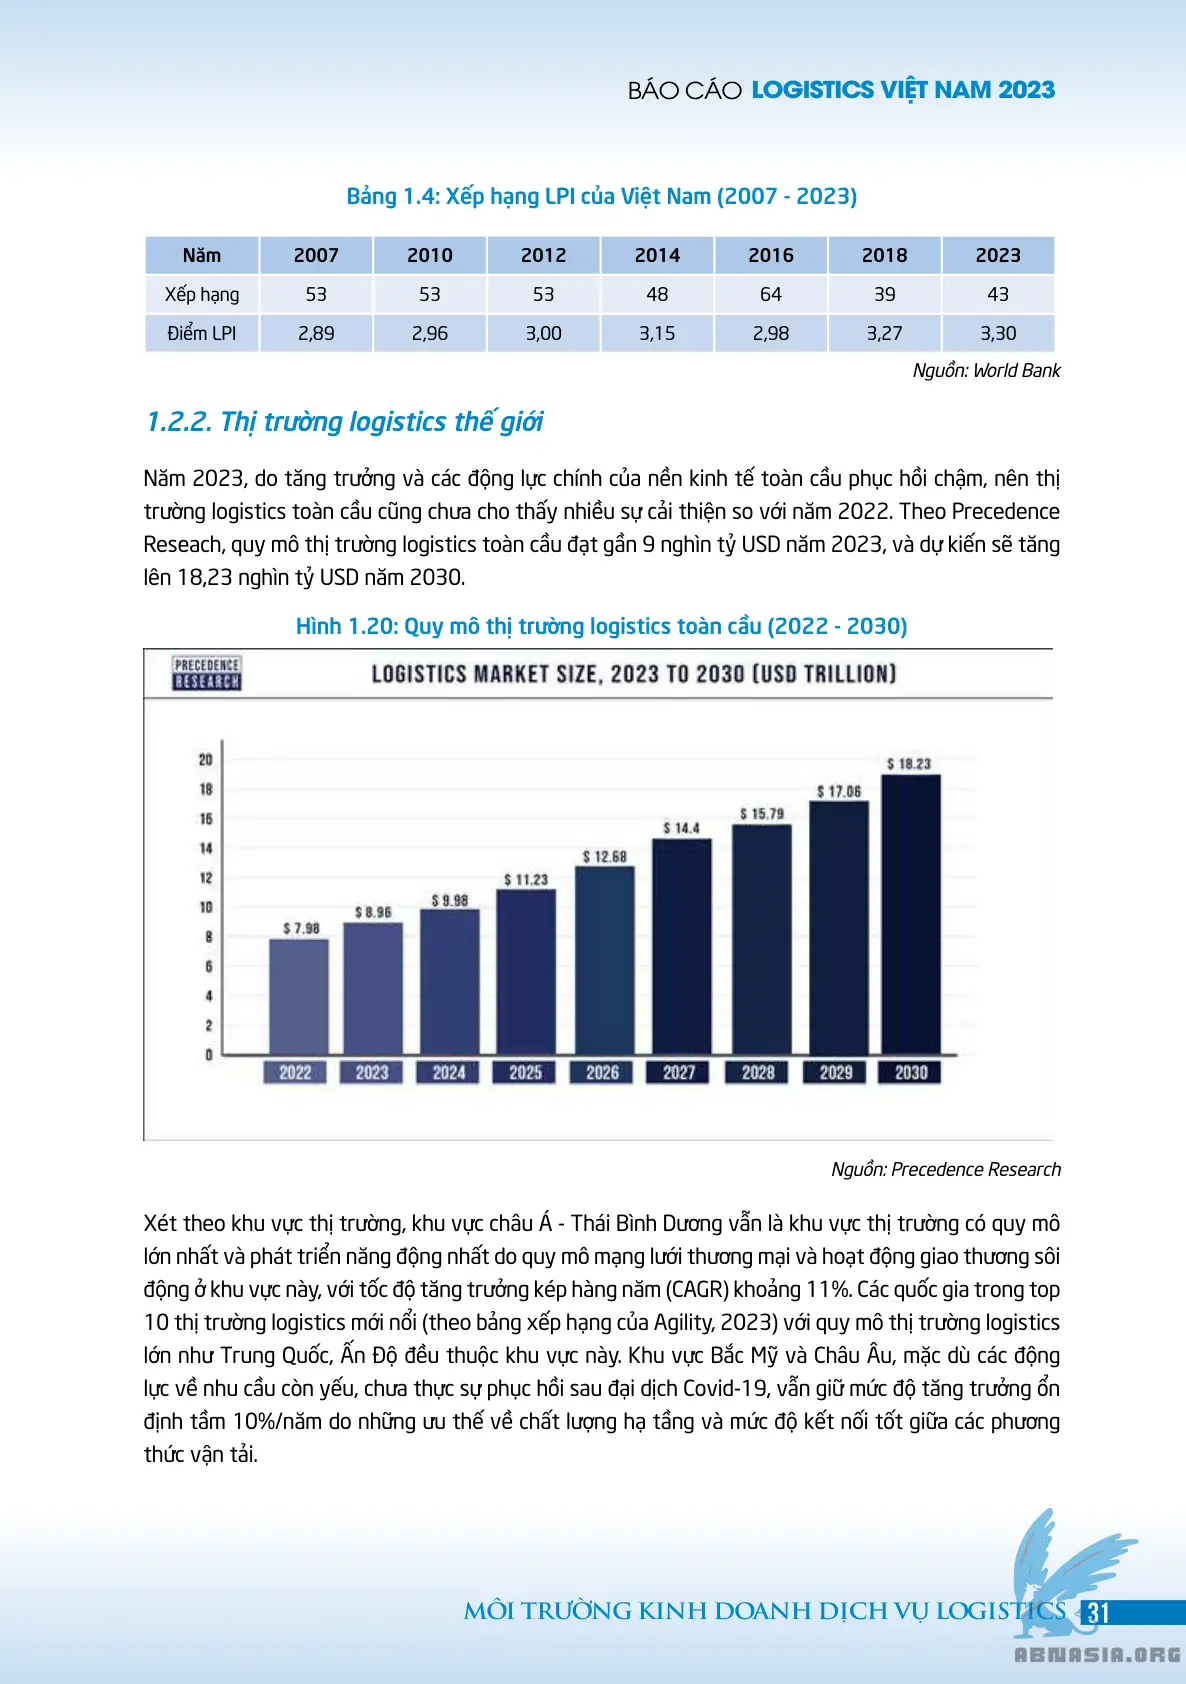 BÁO CÁO LOGISTICS VIỆT NAM 2023
Bảng 1.4: Xếp hạng LPI của Việt Nam (2007 - 2023)
Năm 2007 2010 2012 2014 2016 2018 2023
Xếp hạng 53 53 53 48 64 39 43
Điểm LPI 2,89 2,96 3,00 3,15 2,98 3,27 3,30
Nguồn: World Bank
1.2.2. Thị trường logistics thế giới
Năm 2023, do tăng trưởng và các động lực chính của nền kinh tế toàn cầu phục hồi chậm, nên thị
trường logistics toàn cầu cũng chưa cho thấy nhiều sự cải thiện so với năm 2022. Theo Precedence
Reseach, quy mô thị trường logistics toàn cầu đạt gần 9 nghìn tỷ USD năm 2023, và dự kiến sẽ tăng
lên 18,23 nghìn tỷ USD năm 2030.
Hình 1.20: Quy mô thị trường logistics toàn cầu (2022 - 2030)
PRECEDENCE
RESEARCH
LOGISTICS MARKET SIZE, 2023 TO 2030 (USD TRILLION)
20
18
16
14
12
10
8
6
4
2
0
$ 7.98
$ 8.96
$ 9.98
$ 11.23
$ 12.68
$ 14.4
$ 15.79
$ 17.06
$ 18.23
2022 2023 2024 2025 2026 2027 2028 2029 2030
Nguồn: Precedence Research
Xét theo khu vực thị trường, khu vực châu Á - Thái Bình Dương vẫn là khu vực thị trường có quy mô
lớn nhất và phát triển năng động nhất do quy mô mạng lưới thương mại và hoạt động giao thương sôi
động ở khu vực này, với tốc độ tăng trưởng kép hàng năm (CAGR) khoảng 11%. Các quốc gia trong top
10 thị trường logistics mới nổi (theo bảng xếp hạng của Agility, 2023) với quy mô thị trường logistics
lớn như Trung Quốc, Ấn Độ đều thuộc khu vực này. Khu vực Bắc Mỹ và Châu Âu, mặc dù các động
lực về nhu cầu còn yếu, chưa thực sự phục hồi sau đại dịch Covid-19, vẫn giữ mức độ tăng trưởng ổn
định tầm 10%/năm do những ưu thế về chất lượng hạ tầng và mức độ kết nối tốt giữa các phương
thức vận tải.
MÔI TRƯỜNG KINH DOANH DỊCH VỤ LOGISTICS 31
ABMASIA.ORG